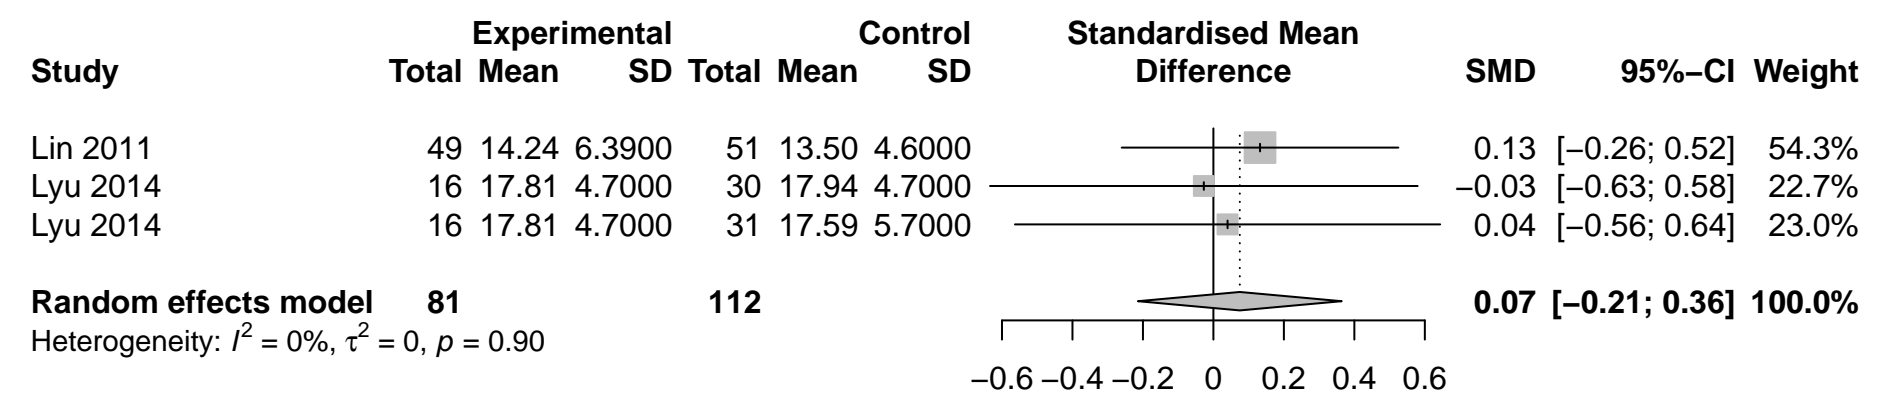 Experimental Control Standardised Mean
Study Total Mean SD Total Mean SD Difference SMD 95%−CI Weight
Lin 2011 49 14.24 6.3900 51 13.50 4.6000 0.13 [−0.26; 0.52] 54.3%
Lyu 2014 16 17.81 4.7000 30 17.94 4.7000 −0.03 [−0.63; 0.58] 22.7%
Lyu 2014 16 17.81 4.7000 31 17.59 5.7000 0.04 [−0.56; 0.64] 23.0%
Random effects model 81 112 0.07 [−0.21; 0.36] 100.0%
Heterogeneity: I² = 0%, τ² = 0, p = 0.90
−0.6 −0.4 −0.2 0 0.2 0.4 0.6